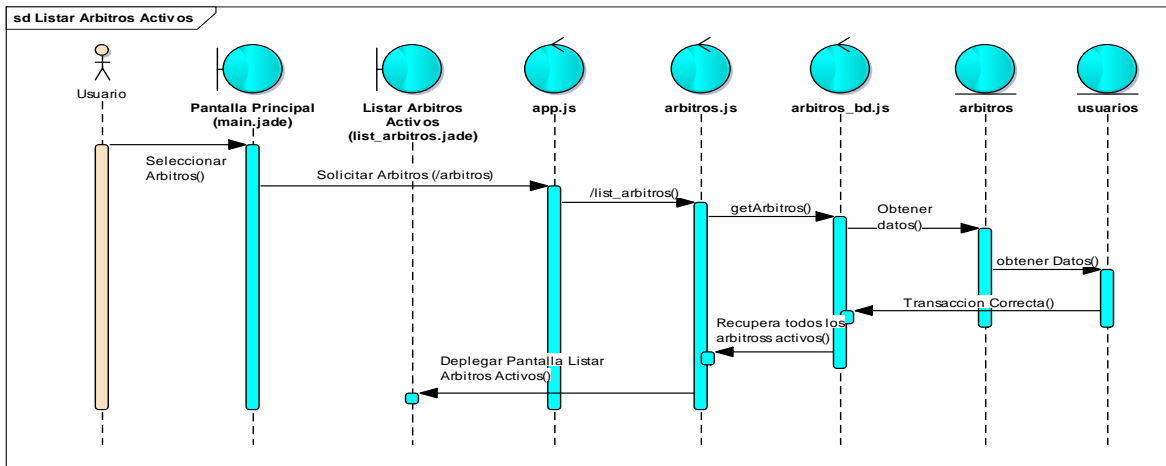 sd Listar Arbitros Activos
Usuario
Pantalla Principal
(main.jade)
Listar Arbitros
Activos
(list_arbitros.jade)
app.js
arbitros.js
arbitros_bd.js
arbitros
usuarios
Seleccionar
Arbitros()
Solicitar Arbitros (/arbitros)
/list_arbitros()
getArbitros()
Obtener
datos()
obtener Datos()
Transaccion Correcta()
Recupera todos los
arbitross activos()
Deplegar Pantalla Listar
Arbitros Activos()